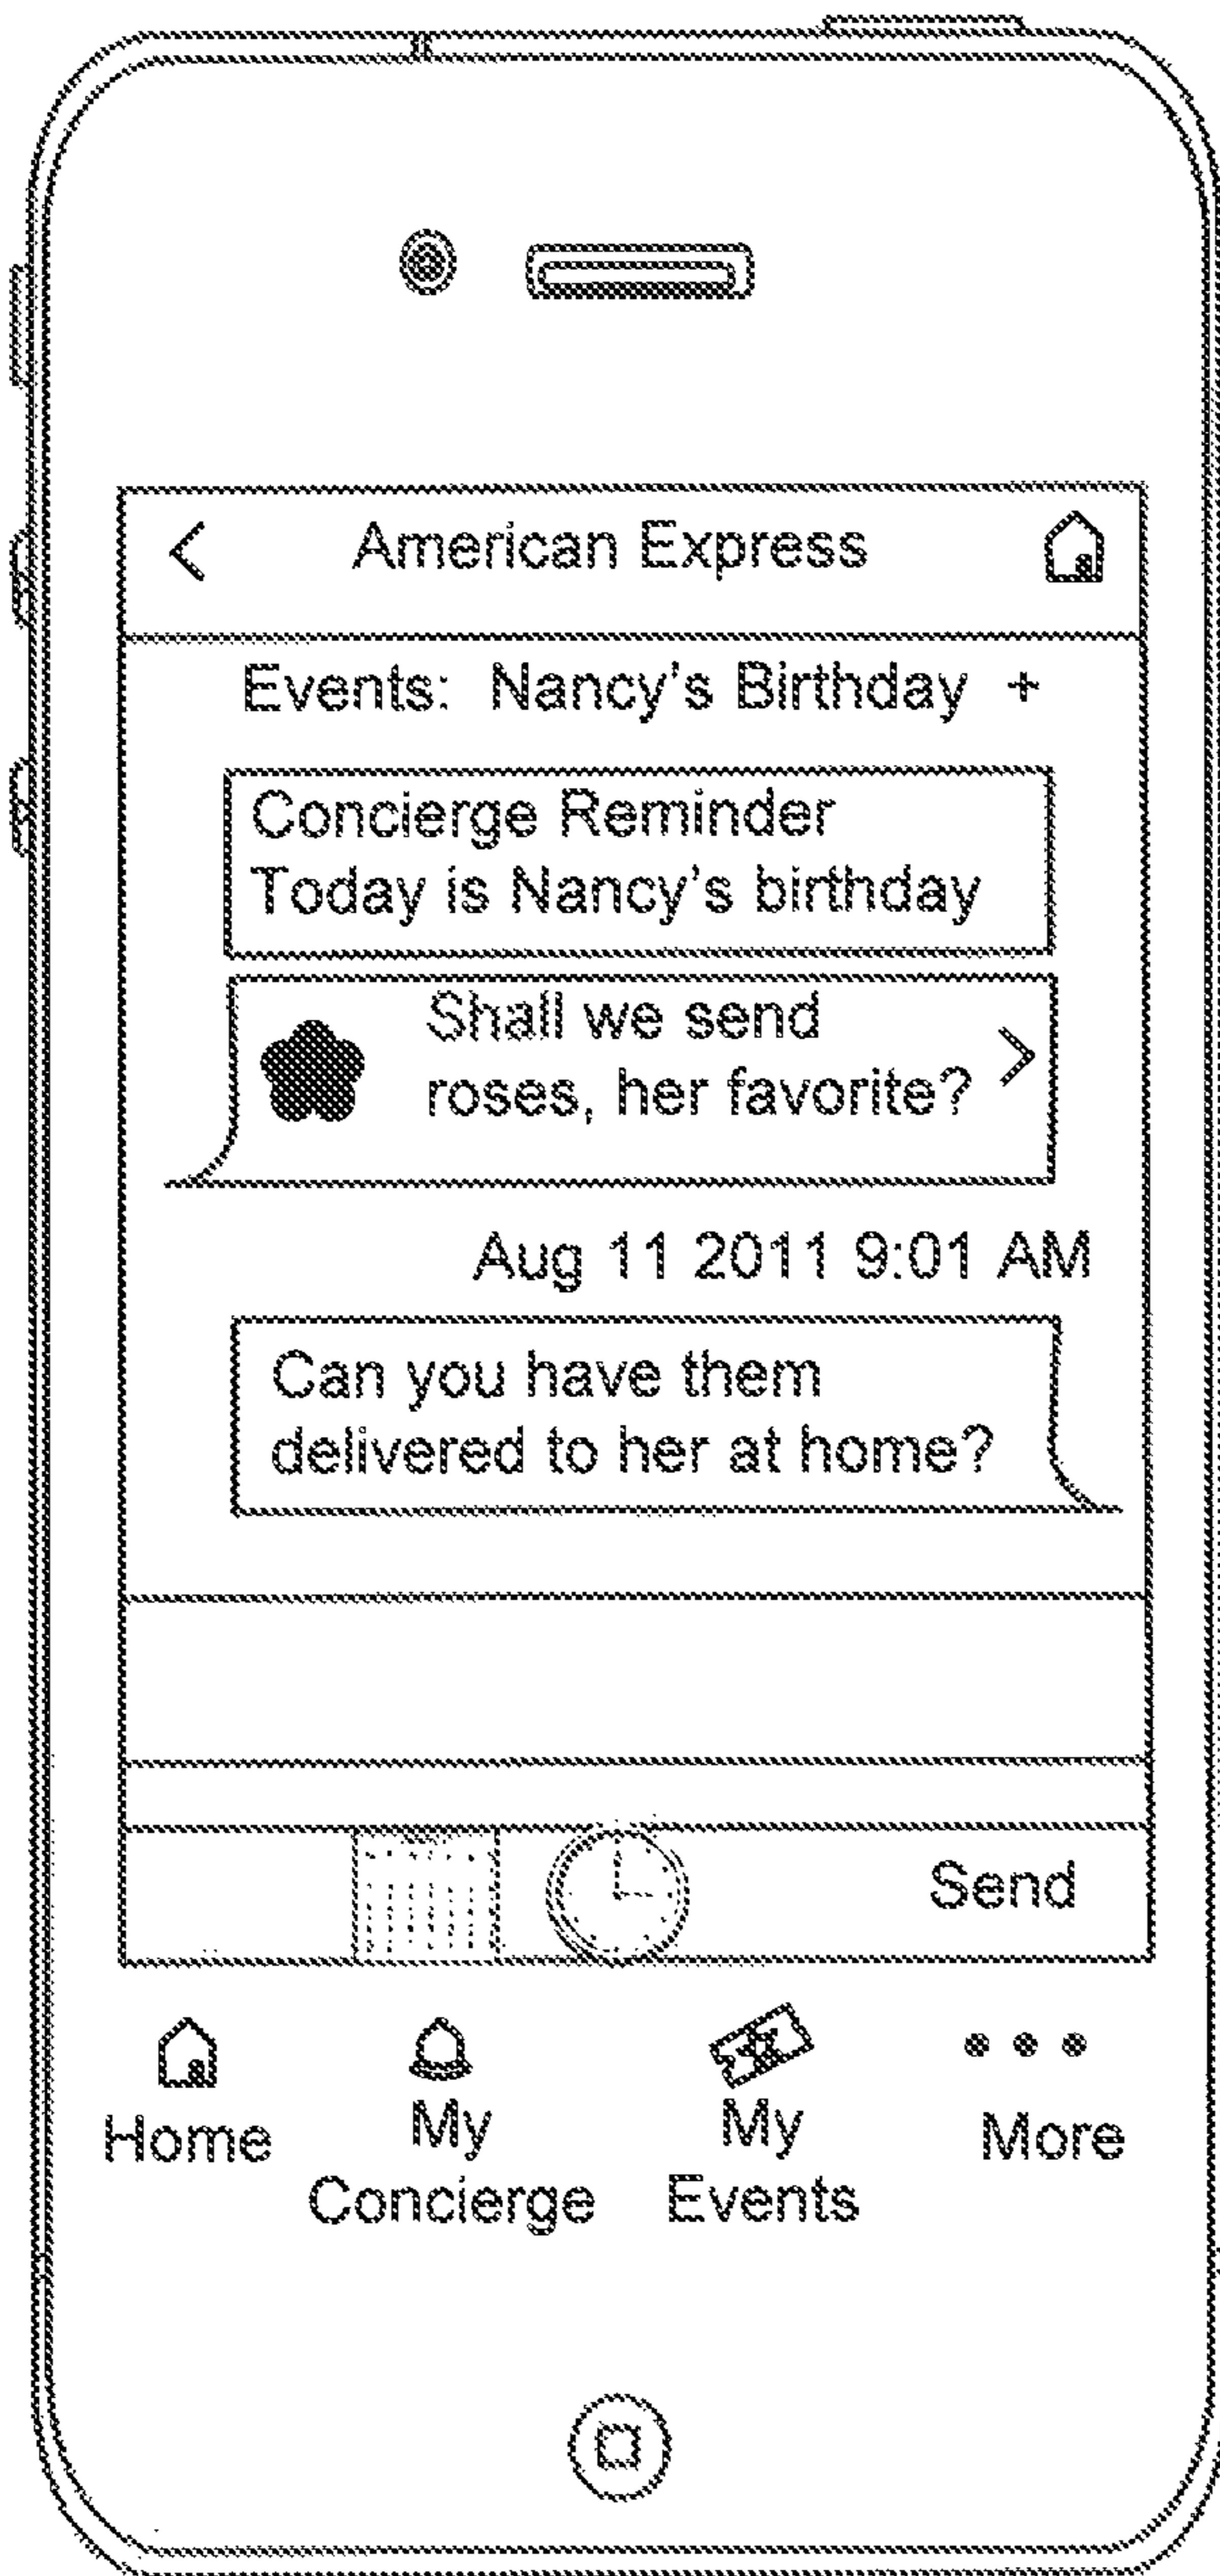 American Express
Events: Nancy's Birthday +
Concierge Reminder
Today is Nancy's birthday
Shall we send
roses, her favorite?
Aug 11 2011 9:01 AM
Can you have them
delivered to her at home?
Send
Home
My
Concierge
My
Events
More